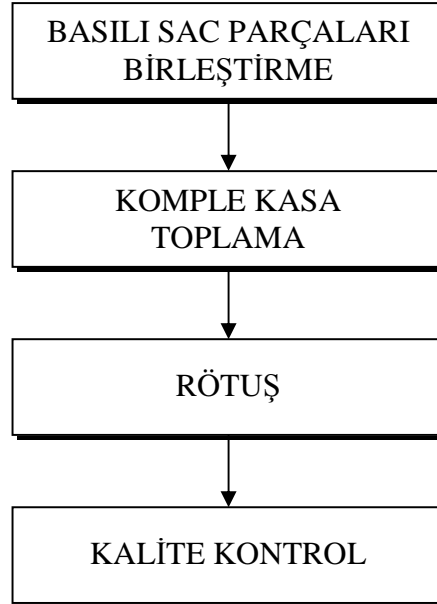 BASILI SAC PARÇALARI
BİRLEŞTİRME
KOMPLE KASA
TOPLAMA
RÖTUŞ
KALİTE KONTROL